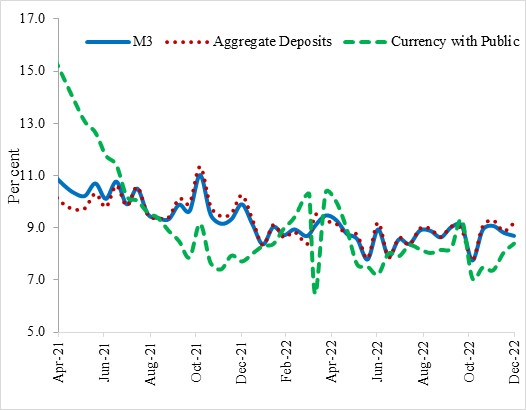 17.0
M3
Aggregate Deposits
Currency with Public
15.0
13.0
11.0
9.0
7.0
5.0
Per cent
Apr-21
Jun-21
Aug-21
Oct-21
Dec-21
Feb-22
Apr-22
Jun-22
Aug-22
Oct-22
Dec-22